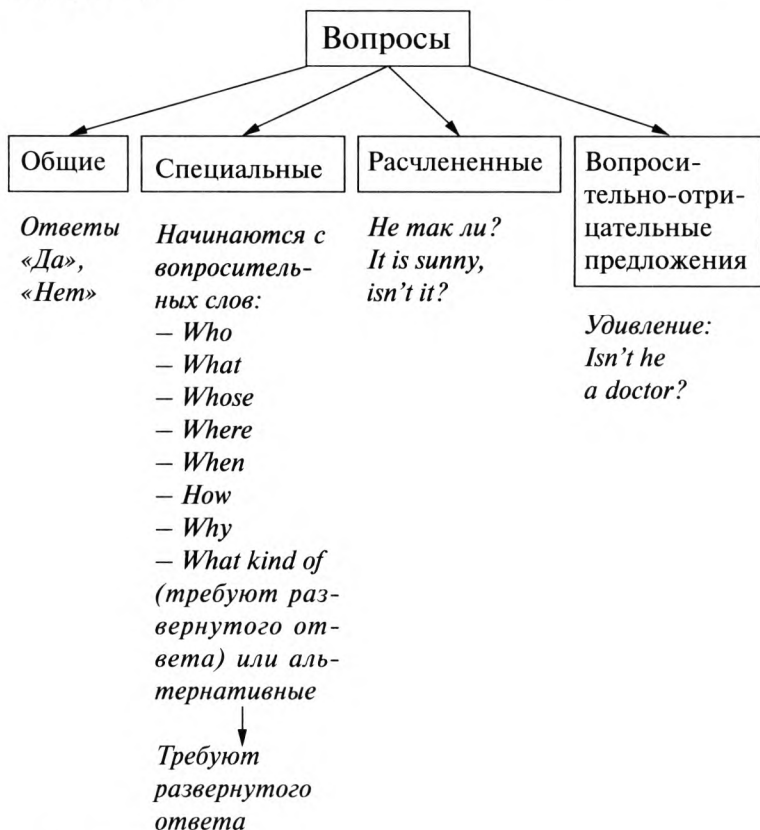 Вопросы
Общие
Ответы
«Да»,
«Нет»
Специальные
Начинаются с
вопроситель-
ных слов:
– Who
– What
– Whose
– Where
– When
– How
– Why
– What kind of
(требуют раз-
вернутого от-
вета) или аль-
тернативные
Требуют
развернутого
ответа
Расчлененные
Не так ли?
It is sunny,
isn't it?
Вопроси-
тельно-отри-
цательные
предложения
Удивление:
Isn't he
a doctor?